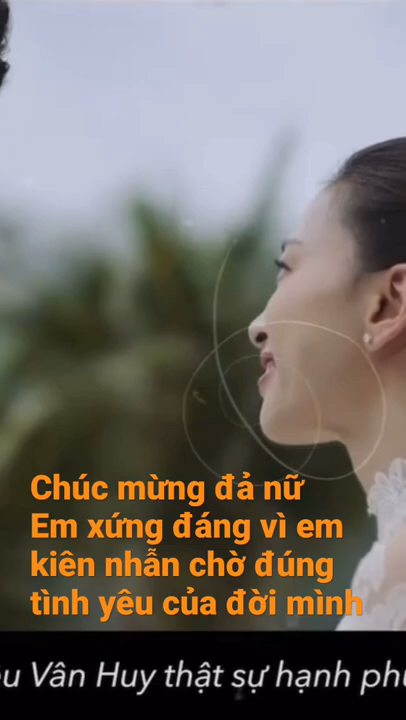 Chúc mừng đả nữ
Em xứng đáng vì em
kiên nhẫn chờ đúng
tình yêu của đời mình
Vân Huy thật sự hạnh